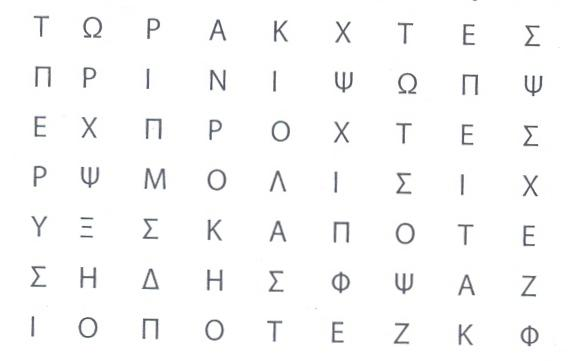 Τ Ω Ρ Α Κ Χ Τ Ε Σ
Π Ρ Ι Ν Ι Ψ Ω Π Ψ
Ε Χ Π Ρ Ο Χ Τ Ε Σ
Ρ Ψ Μ Ο Λ Ι Σ Ι Χ
Υ Ξ Σ Κ Α Π Ο Τ Ε
Σ Η Δ Η Σ Φ Ψ Α Ζ
Ι Ο Π Ο Τ Ε Ζ Κ Φ